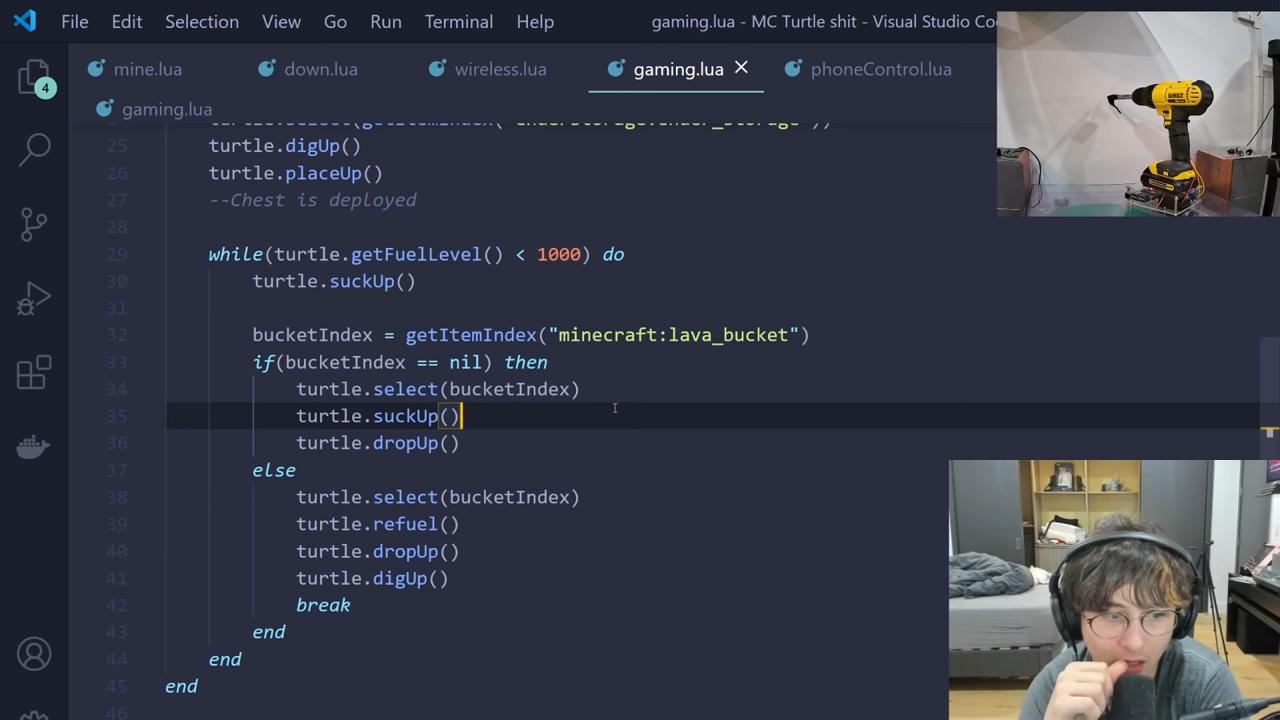 File Edit Selection View Go Run Terminal Help gaming.lua - MC Turtle shit - Visual Studio
mine.lua down.lua wireless.lua gaming.lua phoneControl.lua
4
gaming.lua
25 turtle.digUp()
26 turtle.placeUp()
27 --Chest is deployed
28
29 while(turtle.getFuelLevel() < 1000) do
30 turtle.suckUp()
31
32 bucketIndex = getItemIndex("minecraft:lava_bucket")
33 if(bucketIndex == nil) then
34 turtle.select(bucketIndex)
35 turtle.suckUp()
36 turtle.dropUp()
37 else
38 turtle.select(bucketIndex)
39 turtle.refuel()
40 turtle.dropUp()
41 turtle.digUp()
42 break
43 end
44 end
45 end
46
DEWALT